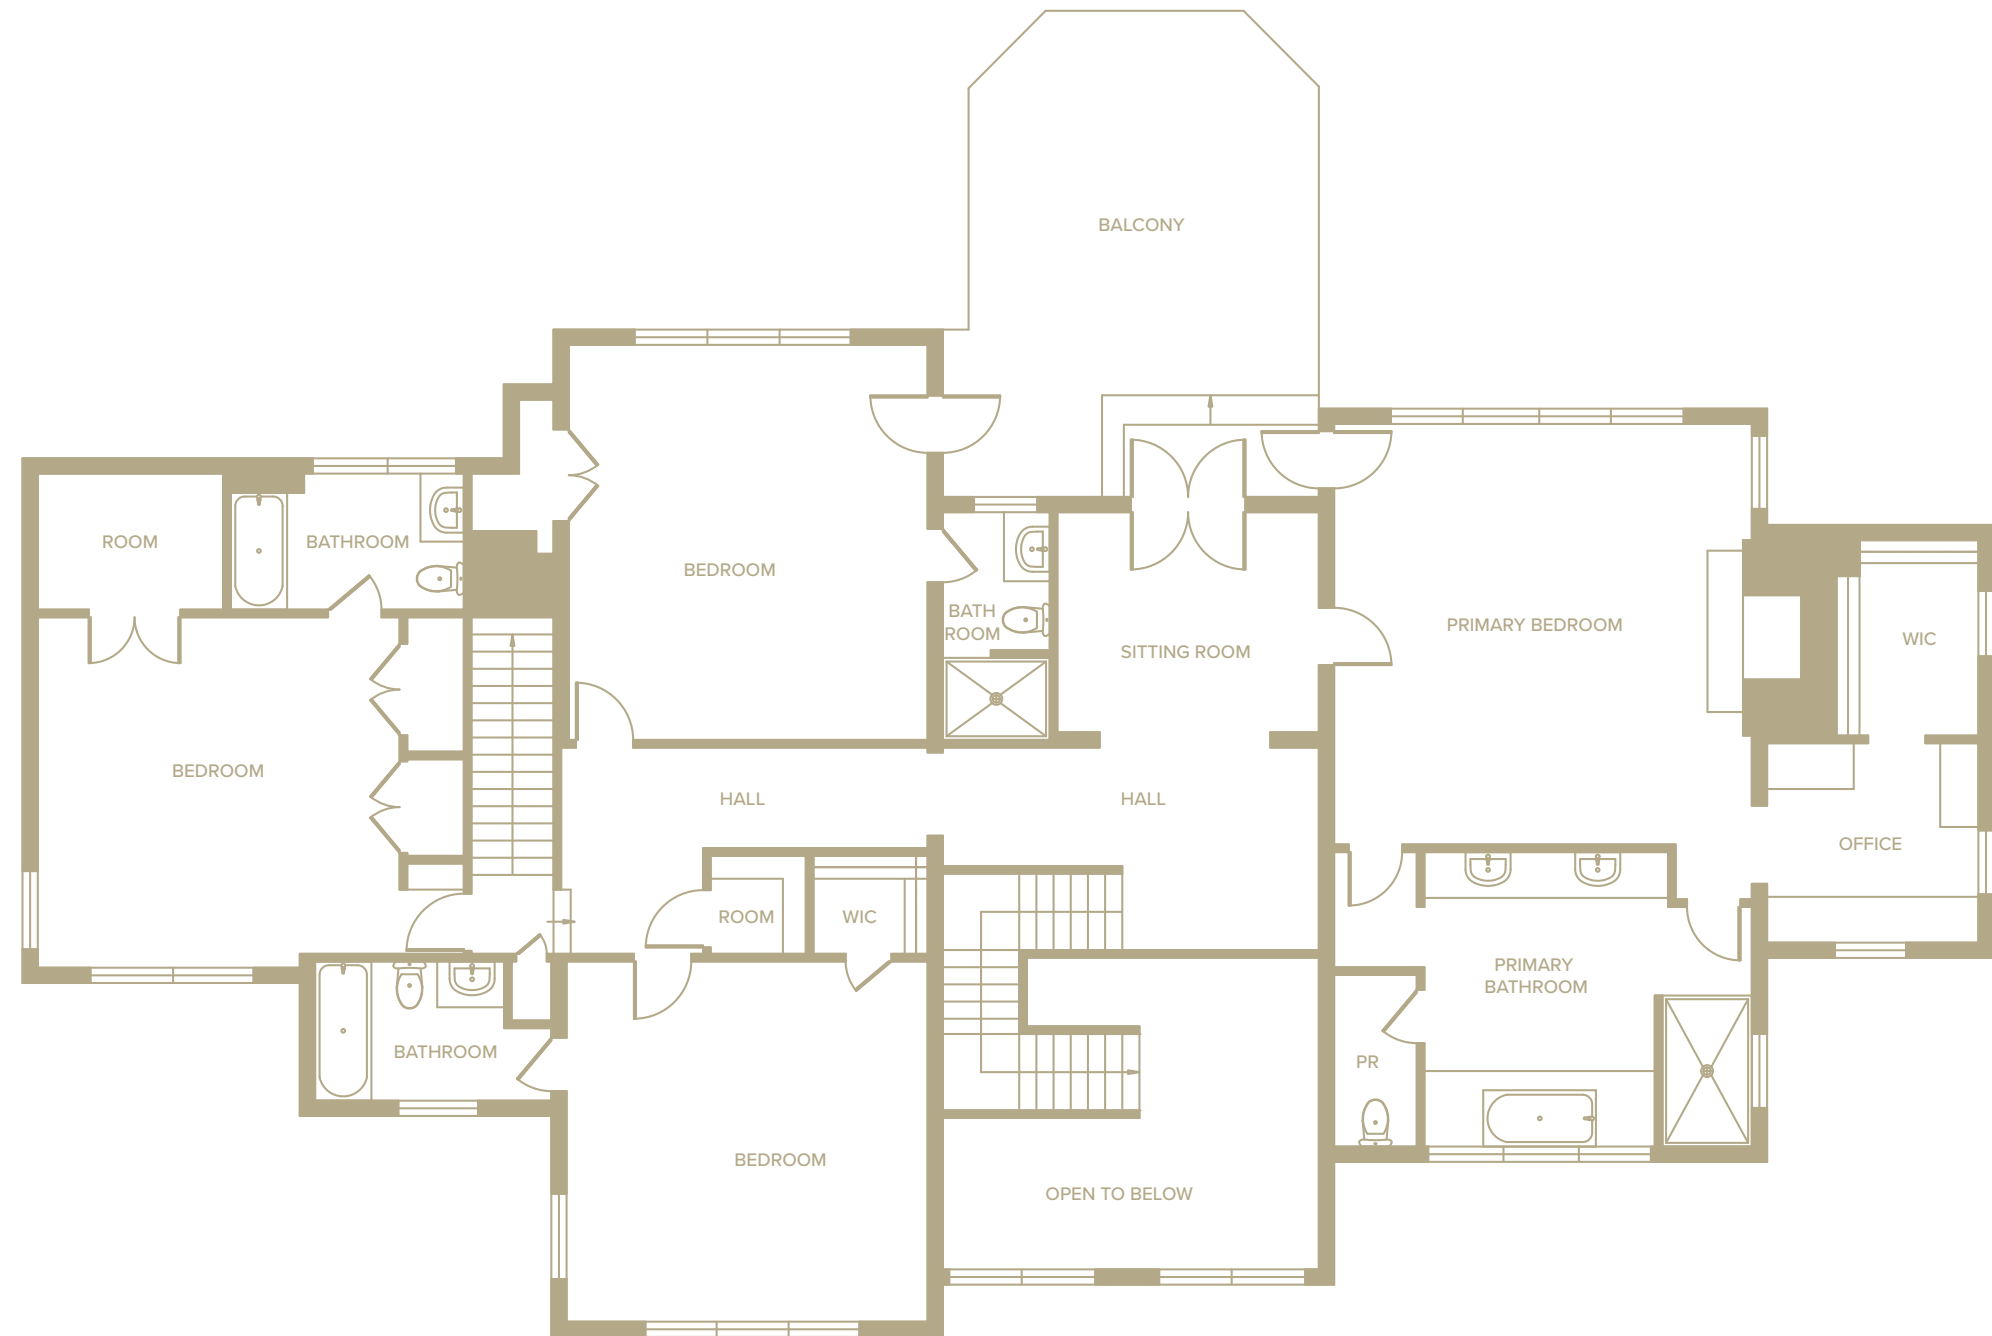 BALCONY
ROOM
BATHROOM
BEDROOM
BATH
ROOM
SITTING ROOM
PRIMARY BEDROOM
WIC
BEDROOM
HALL
HALL
OFFICE
ROOM
WIC
PRIMARY
BATHROOM
BATHROOM
PR
BEDROOM
OPEN TO BELOW